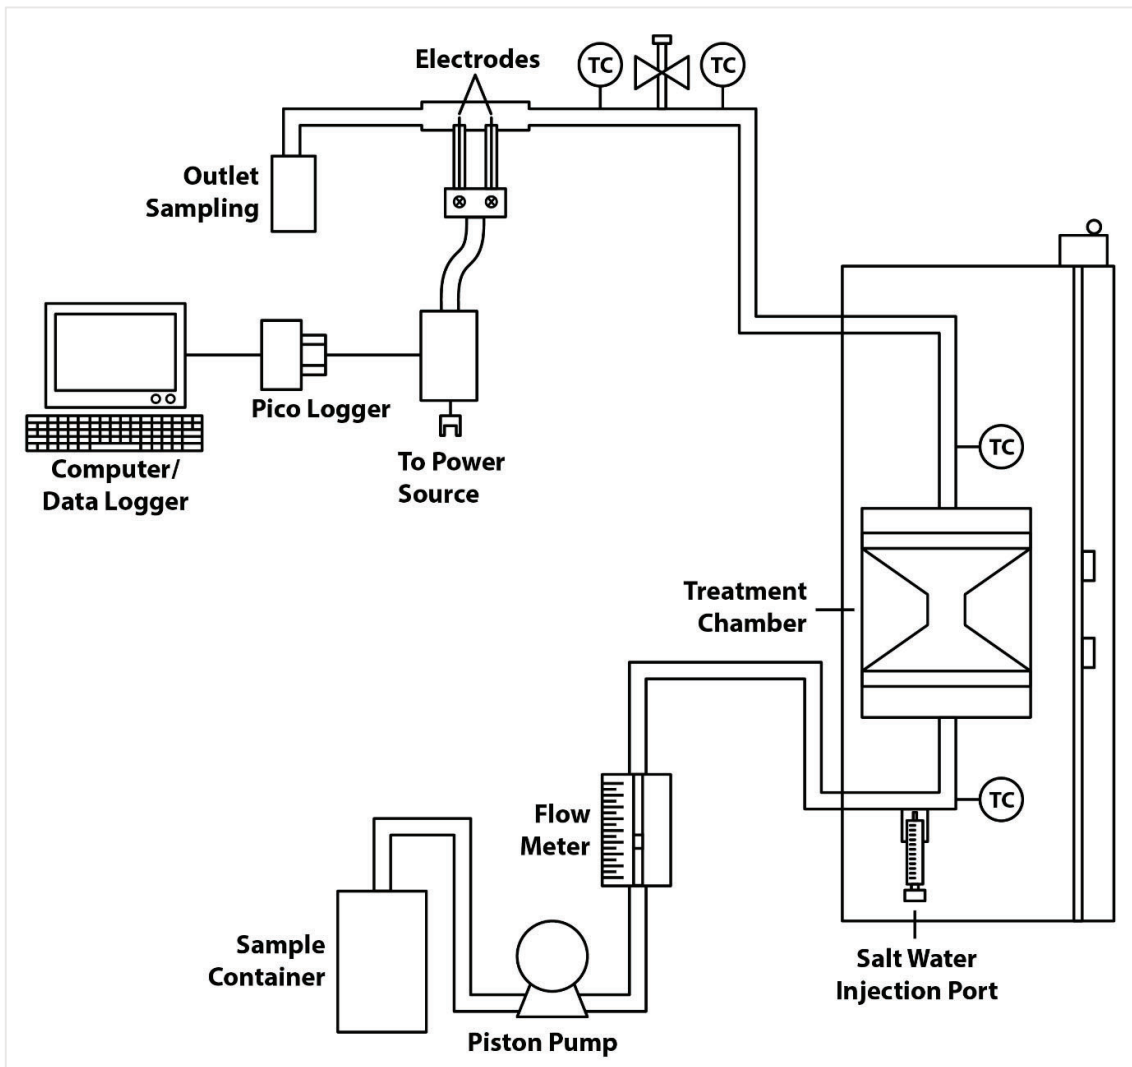 Electrodes
TC
TC
Outlet
Sampling
Pico Logger
Computer/
Data Logger
To Power
Source
TC
Treatment
Chamber
TC
Flow
Meter
Sample
Container
Salt Water
Injection Port
Piston Pump